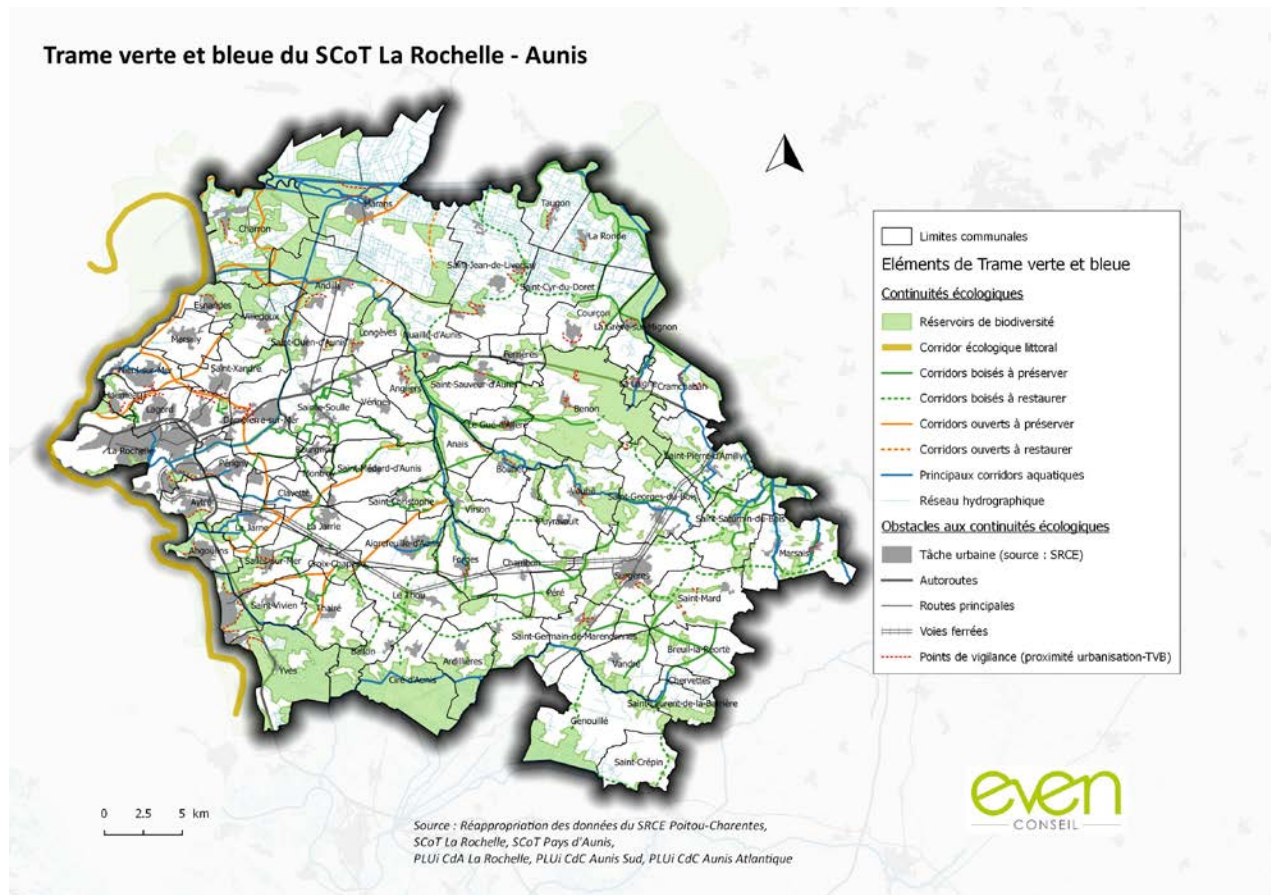 Trame verte et bleue du SCoT La Rochelle - Aunis
Marans
Taugon
Charron
La Ronde
Saint-Jean-de-Liversay
Saint-Cyr-du-Doret
Andilly
Esnandes
Villedoux
Courçon
La Grève-sur-Mignon
Longèves
Nuaillé-d'Aunis
Marsilly
Saint-Ouen-d'Aunis
Ferrières
Saint-Xandre
Nieul-sur-Mer
La Laigne
Cramchaban
Saint-Sauveur-d'Aunis
Angliers
Lagord
Sainte-Soulle
Vérines
Benon
Dompierre-sur-Mer
Le Gué-d'Alleré
La Rochelle
Bourgneuf
Anais
Saint-Pierre-d'Amilly
Périgny
Montroy
Saint-Médard-d'Aunis
Bouhet
Clavette
Vouhé
Saint-Georges-du-Bois
Aytré
Saint-Christophe
Virson
La Jarne
La Jarrie
Puyravault
Saint-Saturnin-du-Bois
Aigrefeuille-d'Aunis
Angoulins
Marsais
Salles-sur-Mer
Croix-Chapeau
Forges
Chambon
Surgères
Le Thou
Péré
Saint-Mard
Saint-Vivien
Thairé
Saint-Germain-de-Marencennes
Ballon
Breuil-la-Réorte
Ardillières
Vandré
Yves
Ciré-d'Aunis
Chervettes
Saint-Laurent-de-la-Barrière
Genouillé
Saint-Crépin
Limites communales
Eléments de Trame verte et bleue
Continuités écologiques
Réservoirs de biodiversité
Corridor écologique littoral
Corridors boisés à préserver
Corridors boisés à restaurer
Corridors ouverts à préserver
Corridors ouverts à restaurer
Principaux corridors aquatiques
Réseau hydrographique
Obstacles aux continuités écologiques
Tâche urbaine (source : SRCE)
Autoroutes
Routes principales
Voies ferrées
Points de vigilance (proximité urbanisation-TVB)
0 2.5 5 km
Source : Réappropriation des données du SRCE Poitou-Charentes,
SCoT La Rochelle, SCoT Pays d'Aunis,
PLUi CdA La Rochelle, PLUi CdC Aunis Sud, PLUi CdC Aunis Atlantique
even
CONSEIL